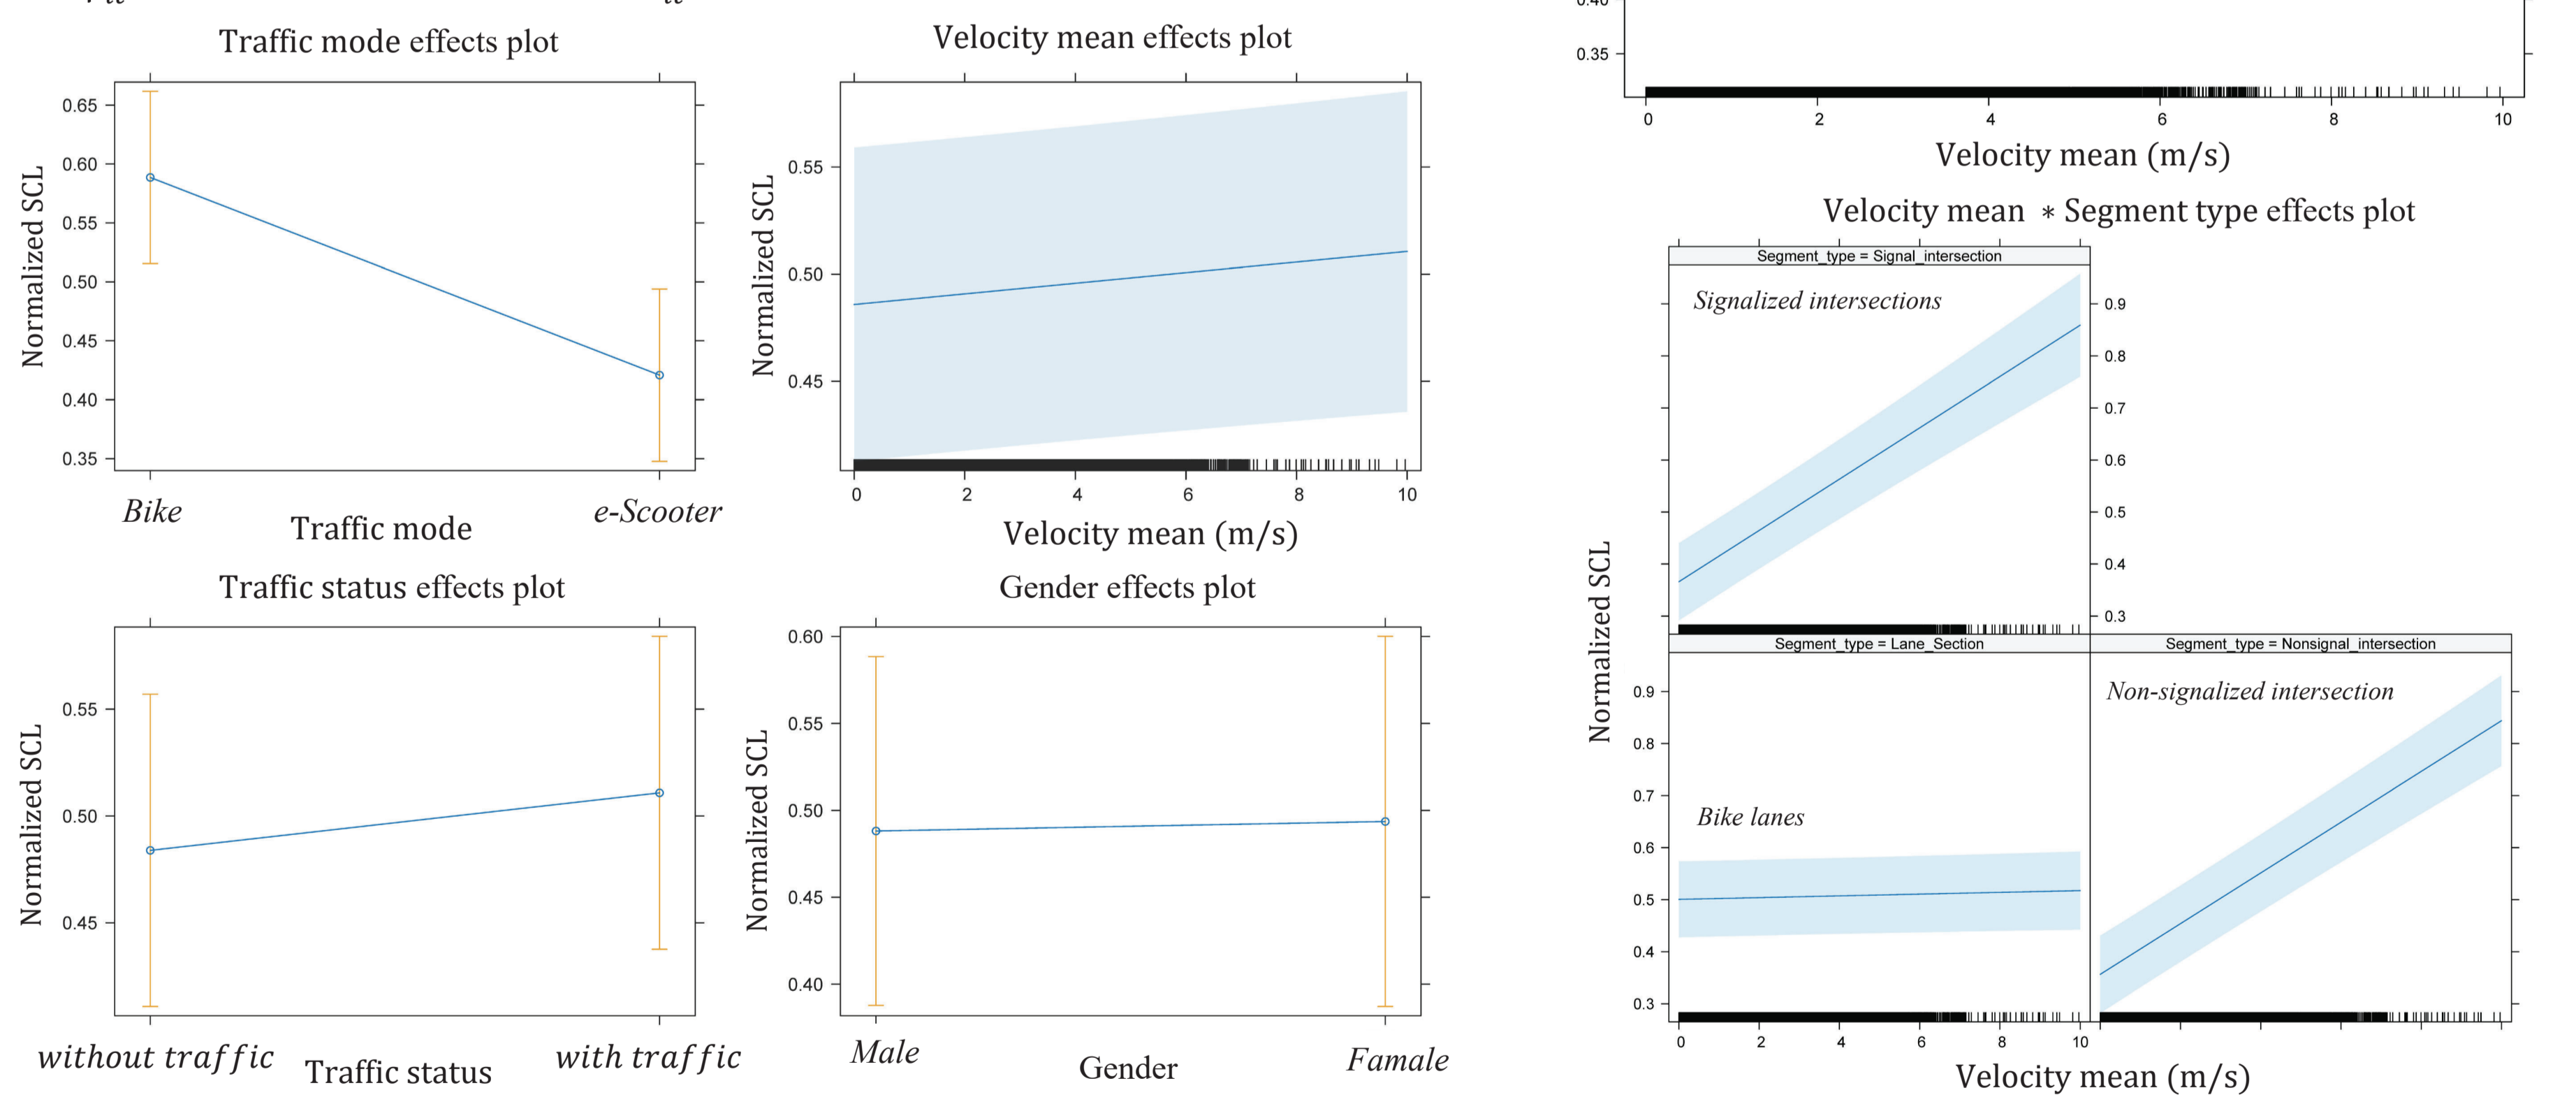 Traffic mode effects plot
Normalized SCL
0.65
0.60
0.55
0.50
0.45
0.40
0.35
Bike
e-Scooter
Traffic mode
Velocity mean effects plot
Normalized SCL
0.55
0.50
0.45
0
2
4
6
8
10
Velocity mean (m/s)
Traffic status effects plot
Normalized SCL
0.55
0.50
0.45
without traffic
with traffic
Traffic status
Gender effects plot
Normalized SCL
0.60
0.55
0.50
0.45
0.40
Male
Famale
Gender
0.40
0.35
0
2
4
6
8
10
Velocity mean (m/s)
Velocity mean * Segment type effects plot
Segment_type = Signal_intersection
Signalized intersections
0.9
0.8
0.7
0.6
0.5
0.4
0.3
Normalized SCL
Segment_type = Lane_Section
Segment_type = Nonsignal_intersection
Bike lanes
Non-signalized intersection
0.9
0.8
0.7
0.6
0.5
0.4
0.3
0
2
4
6
8
10
Velocity mean (m/s)